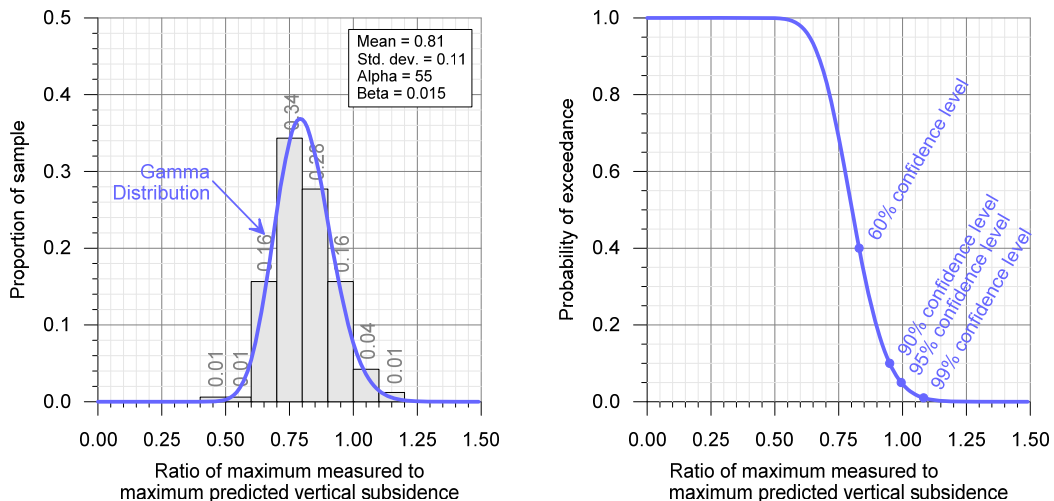 0.5
0.4
0.3
0.2
0.1
0.0
Proportion of sample
Mean = 0.81
Std. dev. = 0.11
Alpha = 55
Beta = 0.015
Gamma
Distribution
0.01
0.01
0.16
0.34
0.28
0.16
0.04
0.01
0.00
0.25
0.50
0.75
1.00
1.25
1.50
Ratio of maximum measured to
maximum predicted vertical subsidence
1.0
0.8
0.6
0.4
0.2
0.0
Probability of exceedance
60% confidence level
90% confidence level
95% confidence level
99% confidence level
0.00
0.25
0.50
0.75
1.00
1.25
1.50
Ratio of maximum measured to
maximum predicted vertical subsidence